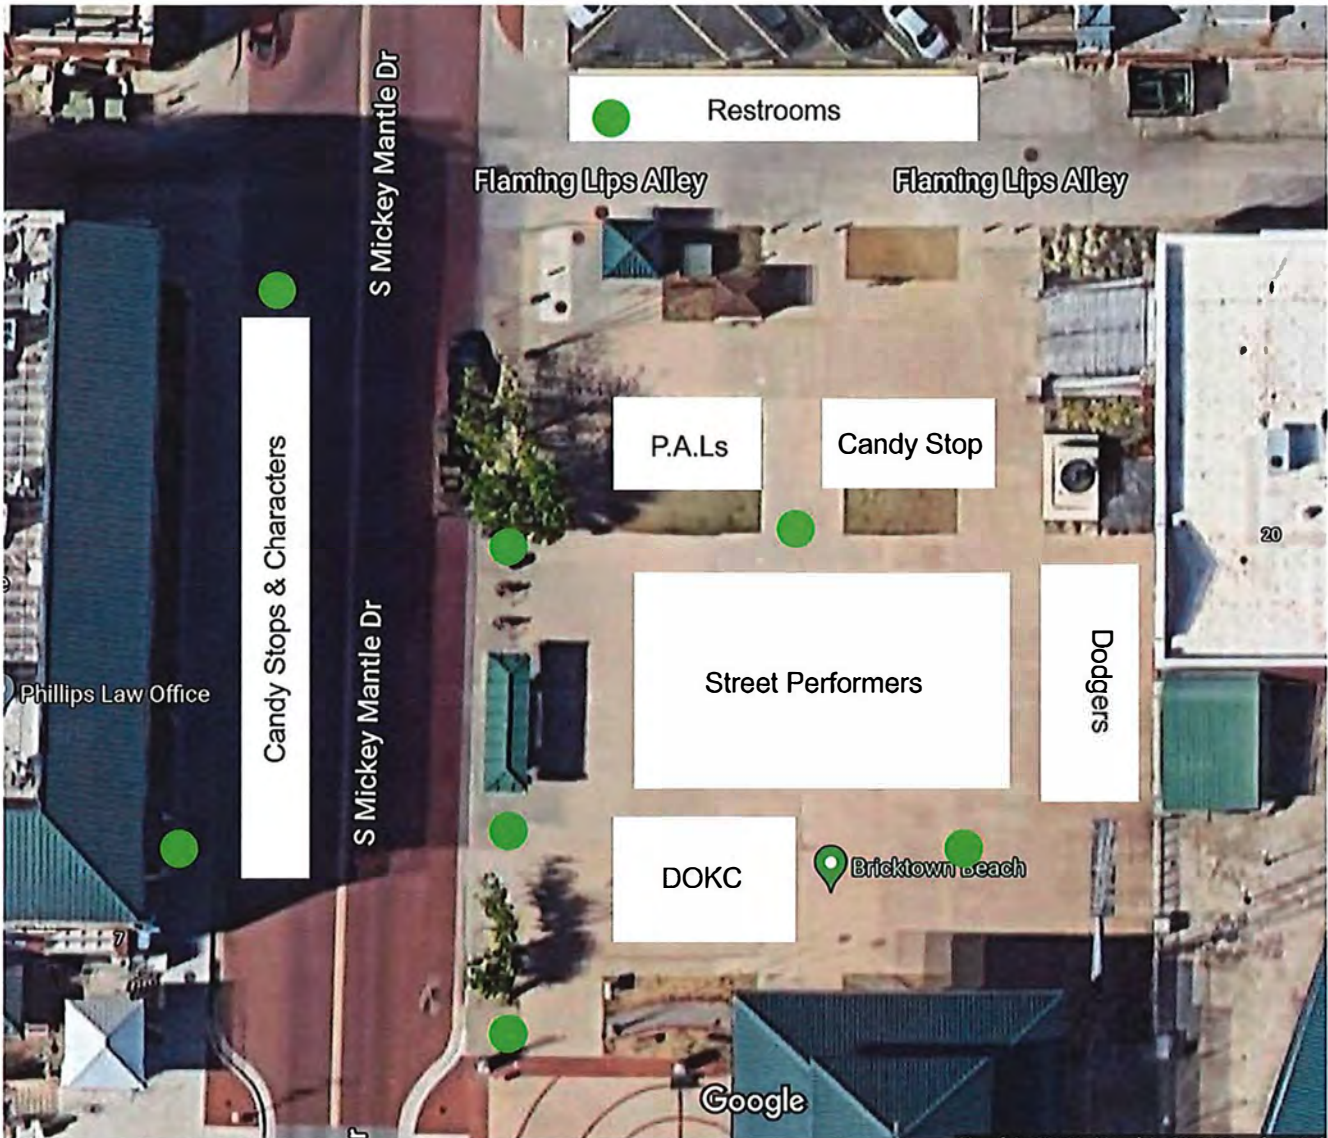 S Mickey Mantle Dr
Restrooms
Flaming Lips Alley
Flaming Lips Alley
P.A.Ls
Candy Stop
Candy Stops & Characters
20
S Mickey Mantle Dr
Phillips Law Office
Street Performers
Dodgers
DOKC
Bricktown Beach
7
Google